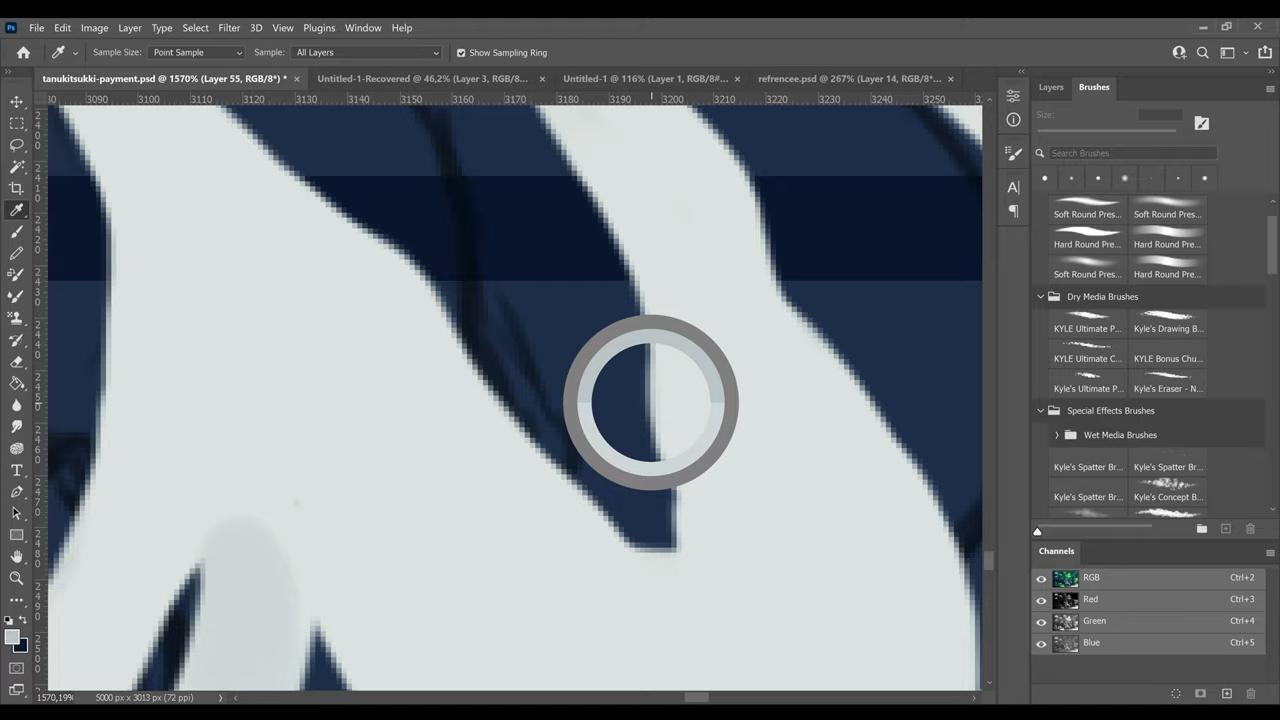 Ps File Edit Image Layer Type Select Filter 3D View Plugins Window Help
Sample Size: Point Sample Sample: All Layers Show Sampling Ring
tanukitsukki-payment.psd @ 1570% (Layer 55, RGB/8*) * × Untitled-1-Recovered @ 46,2% (Layer 3, RGB/8... × Untitled-1 @ 116% (Layer 1, RGB/8#... × refrencee.psd @ 267% (Layer 14, RGB/8*... ×
Layers Brushes
80 3090 3100 3110 3120 3130 3140 3150 3160 3170 3180 3190 3200 3210 3220 3230 3240 3250
Size:
Search Brushes
Soft Round Pres... Soft Round Pres...
Hard Round Pre... Hard Round Pres...
Soft Round Pres... Hard Round Pres...
Dry Media Brushes
KYLE Ultimate P... Kyle's Drawing B...
KYLE Ultimate C... KYLE Bonus Chu...
Kyle's Ultimate P... Kyle's Eraser - N...
Special Effects Brushes
Wet Media Brushes
Kyle's Spatter Br... Kyle's Spatter Br...
Kyle's Spatter Br... Kyle's Concept B...
Channels
RGB Ctrl+2
Red Ctrl+3
Green Ctrl+4
Blue Ctrl+5
1570,19% 5000 px x 3013 px (72 ppi)